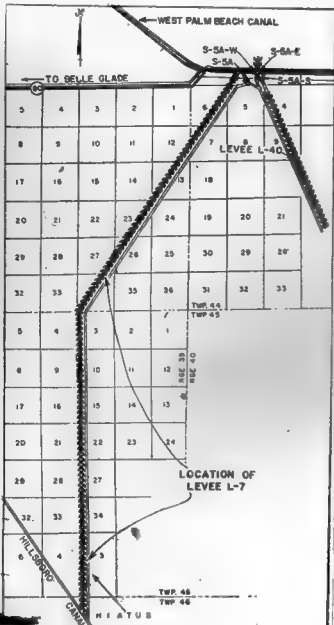 WEST PALM BEACH CANAL
S-5A-W
S-5A-E
S-5A
TO BELLE GLADE
S-5A-S
80
5 4 3 2 1 6 5 4
8 9 10 11 12 7 8 9
LEVEE L-40
17 16 15 14 13 18
20 21 22 23 24 19 20 21
29 28 27 26 25 30 29 28
32 33 35 36 31 32 33
TWP. 44
TWP. 45
5 4 3 2 1
RGE 39
RGE 40
8 9 10 11 12
17 16 15 14 13
20 21 22 23 24
29 28 27
LOCATION OF
LEVEE L-7
32 33 34
6 4 3
HILLSBORO
CANAL
TWP. 45
TWP 46
HIATUS